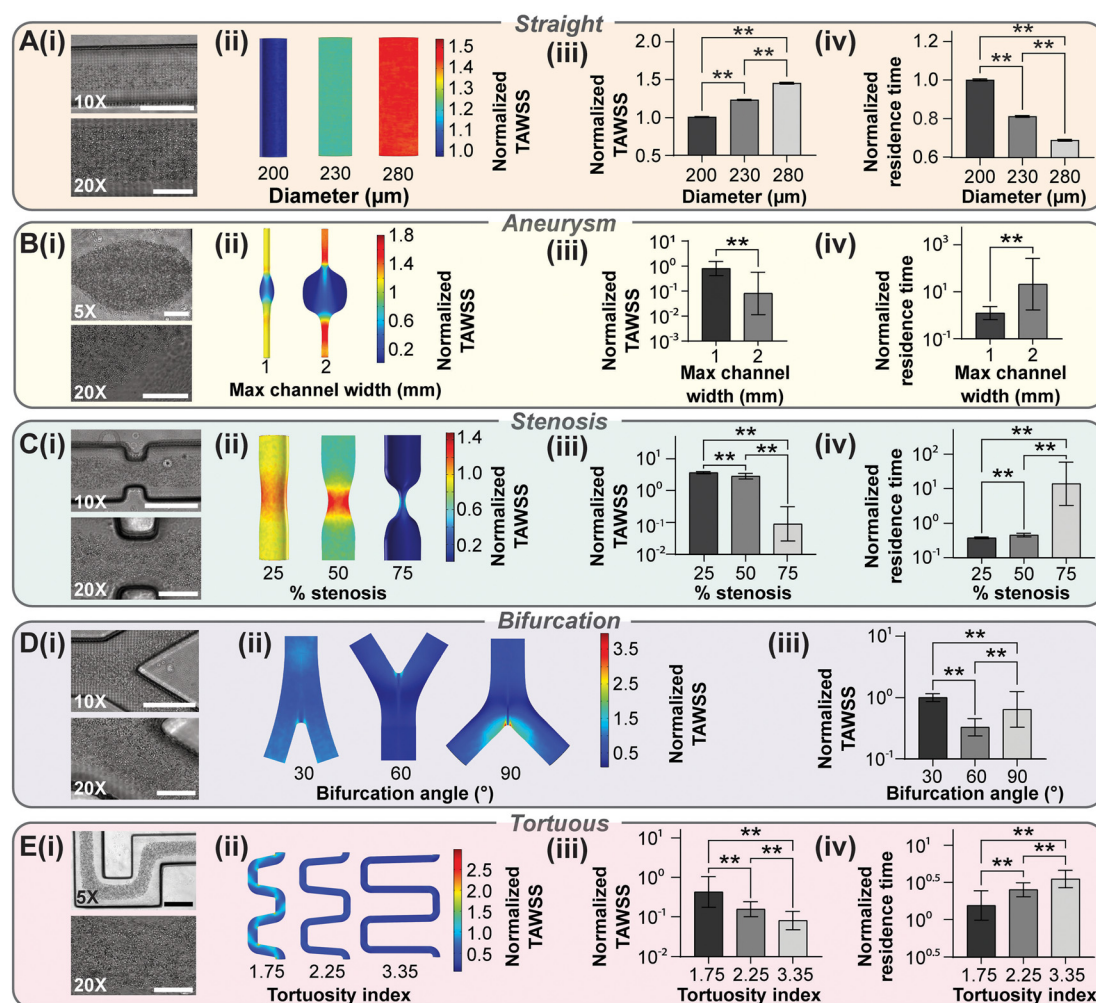 Straight
A(i)
10X
20X
(ii)
200 230 280
Diameter (µm)
1.5
1.4
1.3
1.2
1.1
1.0
Normalized
TAWSS
(iii)
Normalized
TAWSS
2.0
1.5
1.0
0.5
**
** **
200 230 280
Diameter (µm)
(iv)
Normalized
residence time
1.2
1.0
0.8
0.6
**
** **
200 230 280
Diameter (µm)
Aneurysm
B(i)
5X
20X
(ii)
1 2
Max channel width (mm)
1.8
1.4
1
0.6
0.2
Normalized
TAWSS
(iii)
Normalized
TAWSS
10¹
10⁰
10⁻¹
10⁻²
10⁻³
**
1 2
Max channel
width (mm)
(iv)
Normalized
residence time
10³
10¹
10⁻¹
**
1 2
Max channel
width (mm)
Stenosis
C(i)
10X
20X
(ii)
25 50 75
% stenosis
1.4
1.0
0.6
0.2
Normalized
TAWSS
(iii)
Normalized
TAWSS
10¹
10⁰
10⁻¹
10⁻²
**
** **
25 50 75
% stenosis
(iv)
Normalized
residence time
10²
10¹
10⁰
10⁻¹
**
** **
25 50 75
% stenosis
Bifurcation
D(i)
10X
20X
(ii)
30 60 90
Bifurcation angle (°)
3.5
2.5
1.5
0.5
Normalized
TAWSS
(iii)
Normalized
TAWSS
10¹
10⁰
10⁻¹
**
** **
30 60 90
Bifurcation angle (°)
Tortuous
E(i)
5X
20X
(ii)
1.75 2.25 3.35
Tortuosity index
2.5
2.0
1.5
1.0
0.5
Normalized
TAWSS
(iii)
Normalized
TAWSS
10¹
10⁰
10⁻¹
10⁻²
**
** **
1.75 2.25 3.35
Tortuosity index
(iv)
Normalized
residence time
10¹
10⁰·⁵
10⁰
10⁰·⁵
**
** **
1.75 2.25 3.35
Tortuosity index